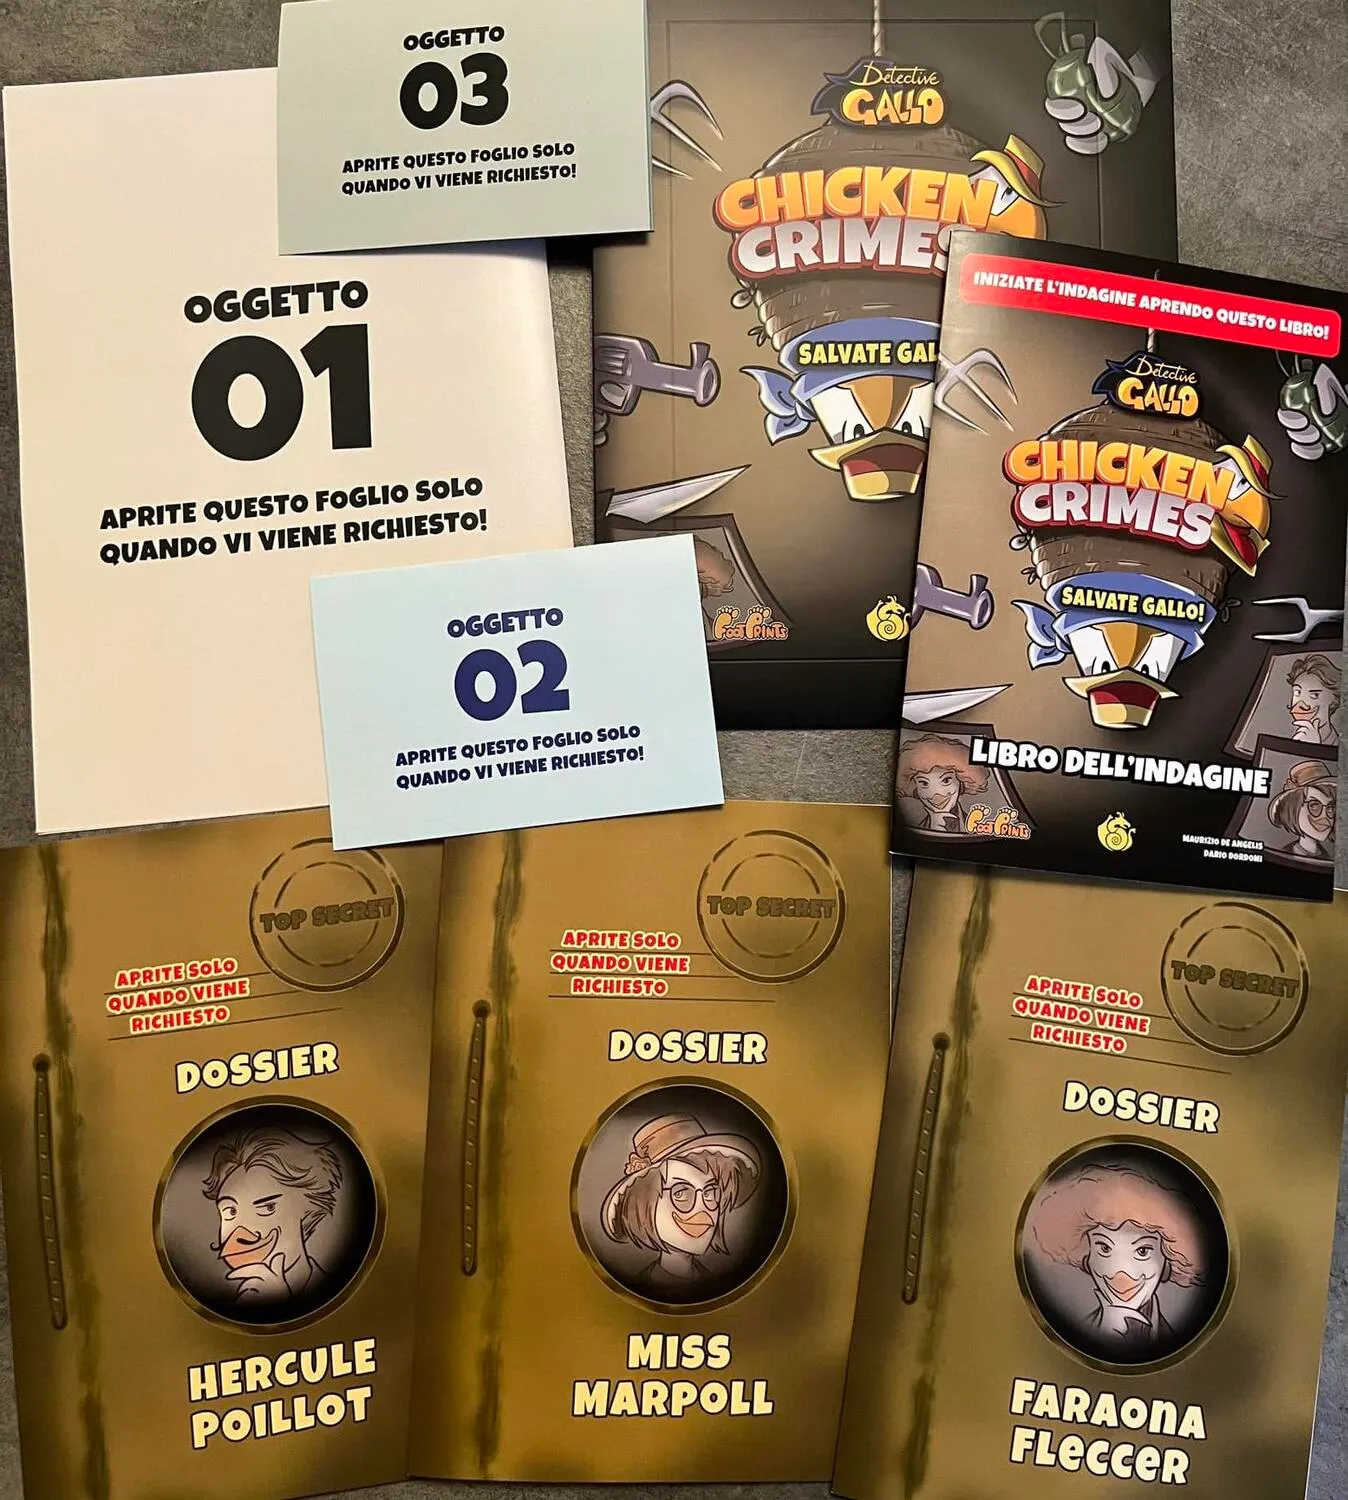 OGGETTO
03
APRITE QUESTO FOGLIO SOLO
QUANDO VI VIENE RICHIESTO!
Detective
GALLO
CHICKEN
CRIMES
SALVATE GAL
FOOTPRINTS
OGGETTO
01
APRITE QUESTO FOGLIO SOLO
QUANDO VI VIENE RICHIESTO!
INIZIATE L'INDAGINE APRENDO QUESTO LIBRO!
Detective
GALLO
CHICKEN
CRIMES
SALVATE GALLO!
LIBRO DELL'INDAGINE
FOOTPRINTS
MAURIZIO DE ANGELIS
DARIO DORDONI
OGGETTO
02
APRITE QUESTO FOGLIO SOLO
QUANDO VI VIENE RICHIESTO!
TOP SECRET
APRITE SOLO
QUANDO VIENE
RICHIESTO
DOSSIER
HERCULE
POILLOT
TOP SECRET
APRITE SOLO
QUANDO VIENE
RICHIESTO
DOSSIER
MISS
MARPOLL
TOP SECRET
APRITE SOLO
QUANDO VIENE
RICHIESTO
DOSSIER
FARAONA
FLECCER